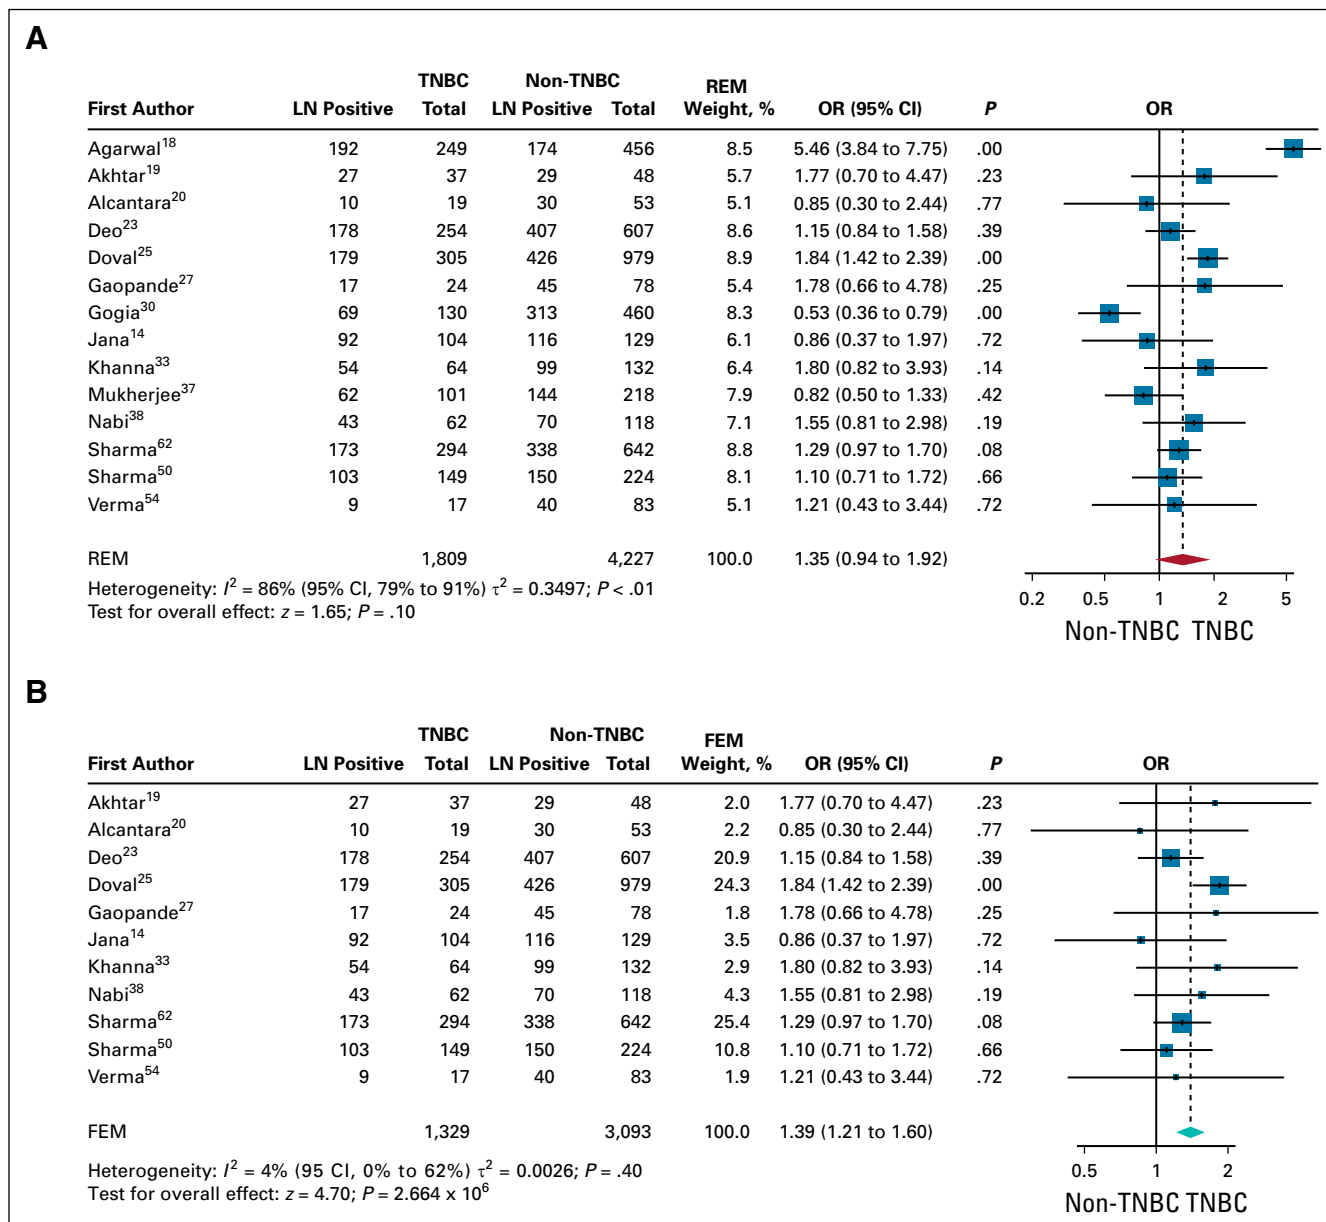 A
TNBC Non-TNBC REM
First Author LN Positive Total LN Positive Total Weight, % OR (95% CI) P OR
Agarwal18 192 249 174 456 8.5 5.46 (3.84 to 7.75) .00
Akhtar19 27 37 29 48 5.7 1.77 (0.70 to 4.47) .23
Alcantara20 10 19 30 53 5.1 0.85 (0.30 to 2.44) .77
Deo23 178 254 407 607 8.6 1.15 (0.84 to 1.58) .39
Doval25 179 305 426 979 8.9 1.84 (1.42 to 2.39) .00
Gaopande27 17 24 45 78 5.4 1.78 (0.66 to 4.78) .25
Gogia30 69 130 313 460 8.3 0.53 (0.36 to 0.79) .00
Jana14 92 104 116 129 6.1 0.86 (0.37 to 1.97) .72
Khanna33 54 64 99 132 6.4 1.80 (0.82 to 3.93) .14
Mukherjee37 62 101 144 218 7.9 0.82 (0.50 to 1.33) .42
Nabi38 43 62 70 118 7.1 1.55 (0.81 to 2.98) .19
Sharma62 173 294 338 642 8.8 1.29 (0.97 to 1.70) .08
Sharma50 103 149 150 224 8.1 1.10 (0.71 to 1.72) .66
Verma54 9 17 40 83 5.1 1.21 (0.43 to 3.44) .72
REM 1,809 4,227 100.0 1.35 (0.94 to 1.92)
Heterogeneity: I2 = 86% (95% CI, 79% to 91%) τ2 = 0.3497; P < .01
Test for overall effect: z = 1.65; P = .10
0.2 0.5 1 2 5
Non-TNBC TNBC
B
TNBC Non-TNBC FEM
First Author LN Positive Total LN Positive Total Weight, % OR (95% CI) P OR
Akhtar19 27 37 29 48 2.0 1.77 (0.70 to 4.47) .23
Alcantara20 10 19 30 53 2.2 0.85 (0.30 to 2.44) .77
Deo23 178 254 407 607 20.9 1.15 (0.84 to 1.58) .39
Doval25 179 305 426 979 24.3 1.84 (1.42 to 2.39) .00
Gaopande27 17 24 45 78 1.8 1.78 (0.66 to 4.78) .25
Jana14 92 104 116 129 3.5 0.86 (0.37 to 1.97) .72
Khanna33 54 64 99 132 2.9 1.80 (0.82 to 3.93) .14
Nabi38 43 62 70 118 4.3 1.55 (0.81 to 2.98) .19
Sharma62 173 294 338 642 25.4 1.29 (0.97 to 1.70) .08
Sharma50 103 149 150 224 10.8 1.10 (0.71 to 1.72) .66
Verma54 9 17 40 83 1.9 1.21 (0.43 to 3.44) .72
FEM 1,329 3,093 100.0 1.39 (1.21 to 1.60)
Heterogeneity: I2 = 4% (95 CI, 0% to 62%) τ2 = 0.0026; P = .40
Test for overall effect: z = 4.70; P = 2.664 x 106
0.5 1 2
Non-TNBC TNBC